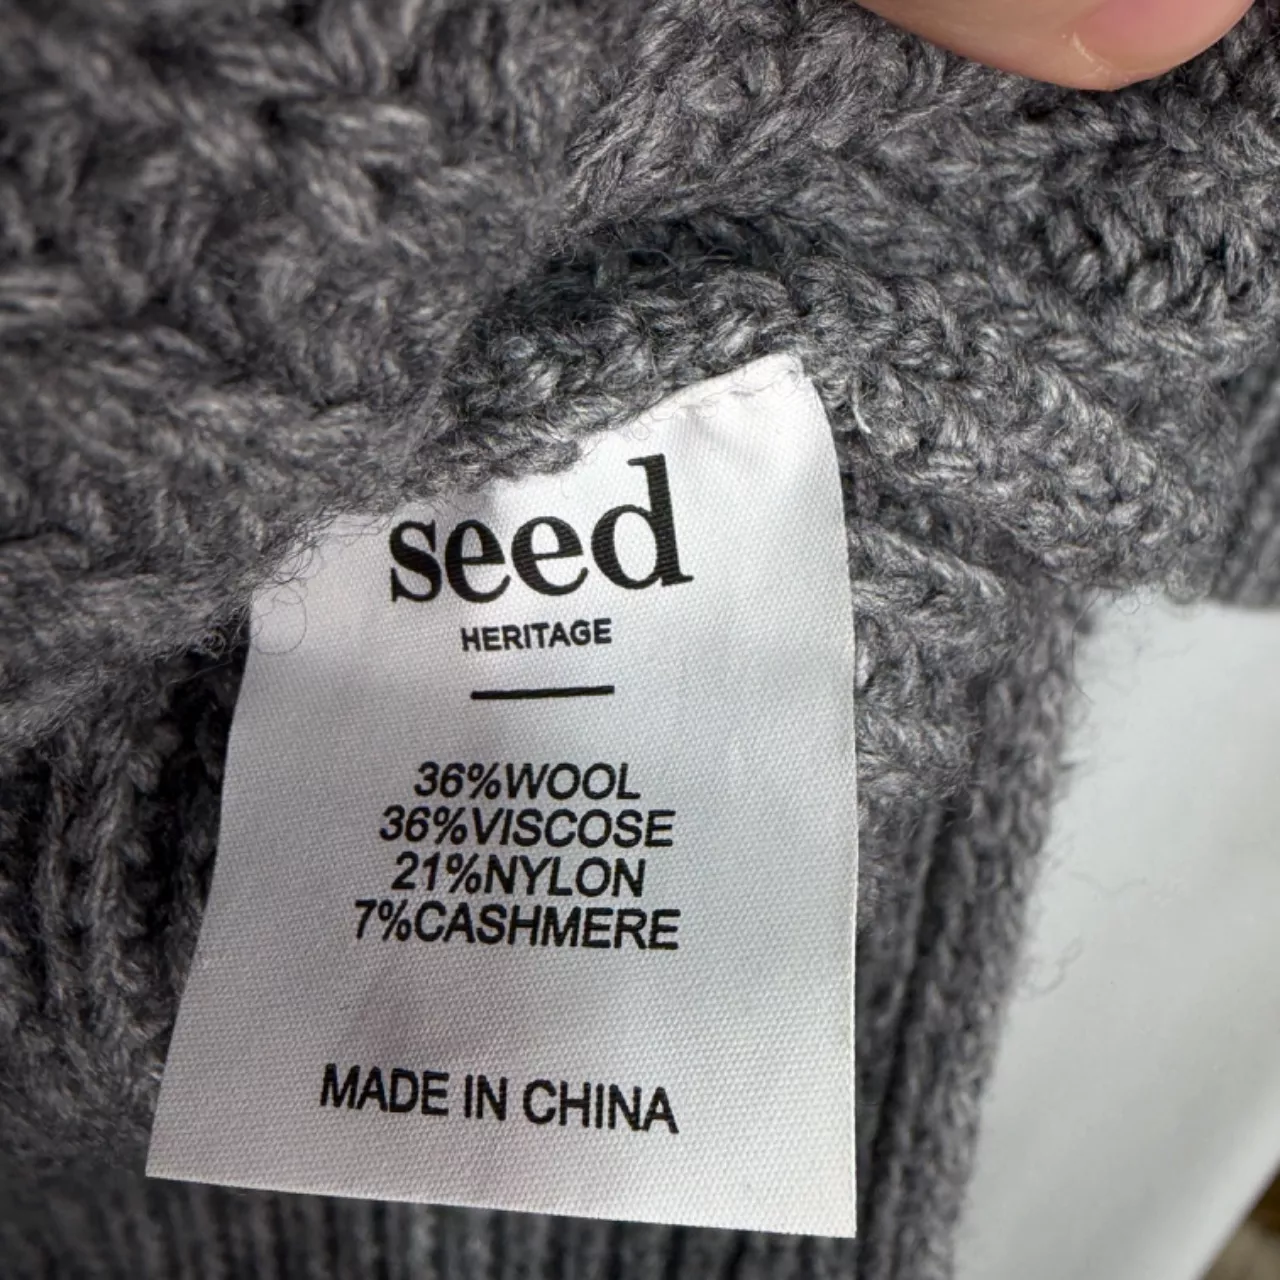 seed
HERITAGE
36%WOOL
36%VISCOSE
21%NYLON
7%CASHMERE
MADE IN CHINA